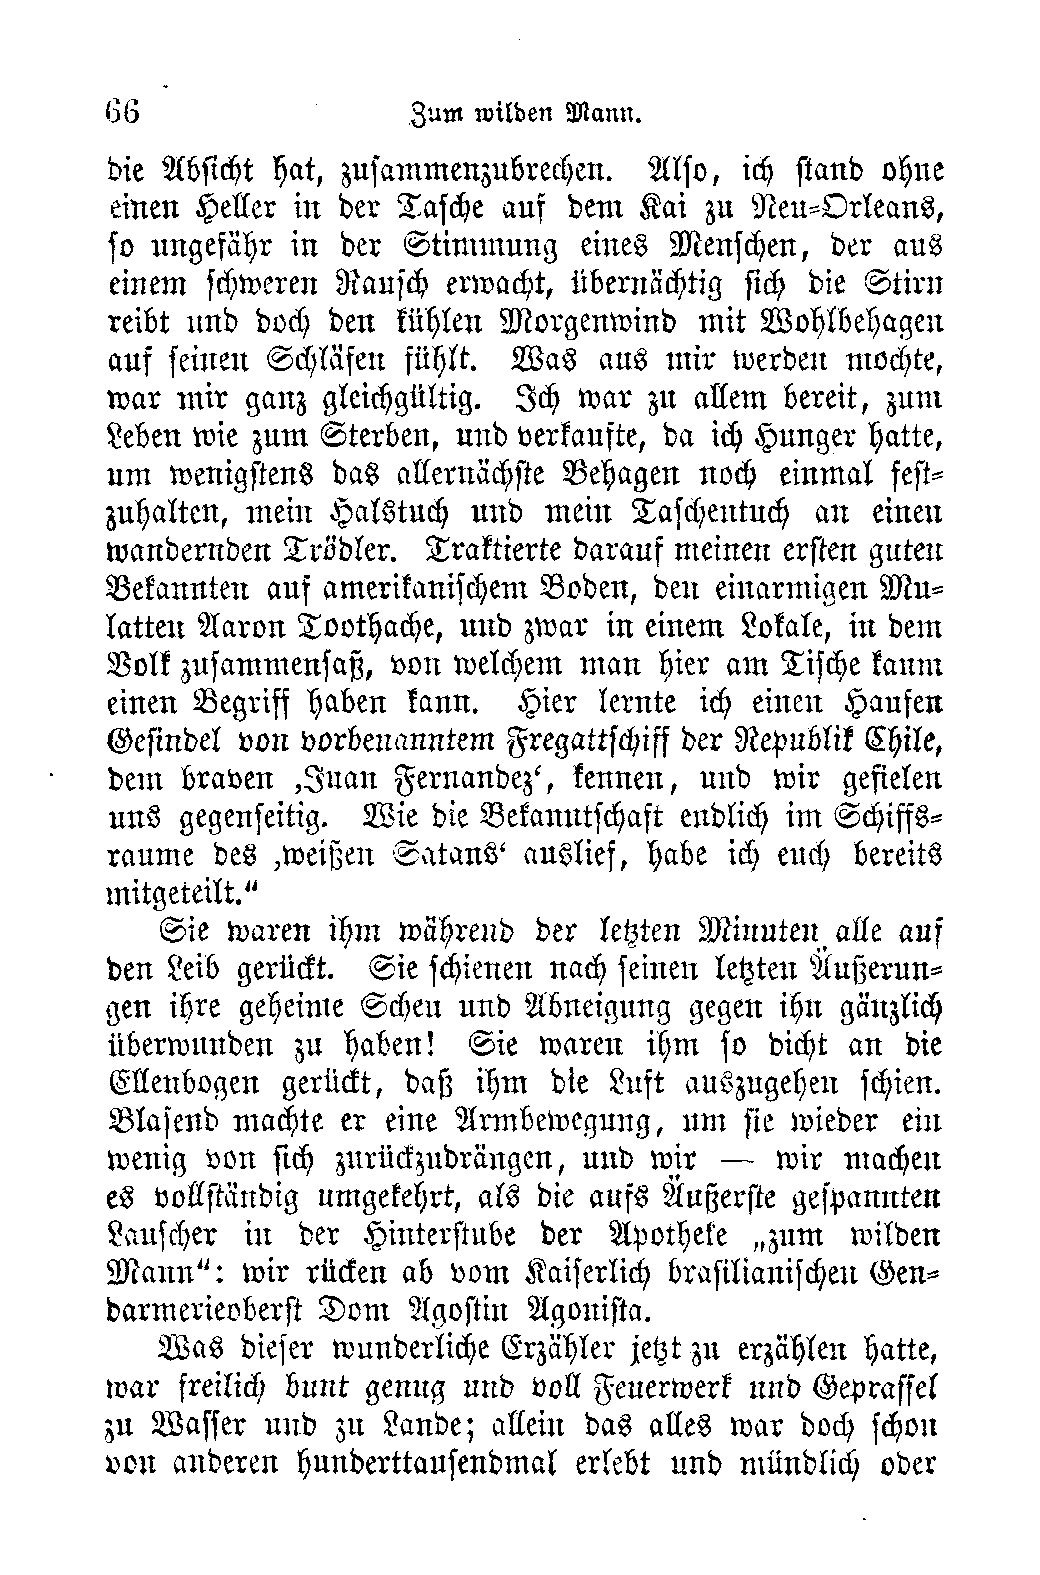 66 Zum wilden Mann.
die Absicht hat, zusammenzubrechen. Also, ich stand ohne
einen Heller in der Tasche auf dem Kai zu Neu-Orleans,
so ungefähr in der Stimmung eines Menschen, der aus
einem schweren Rausch erwacht, übernächtig sich die Stirn
reibt und doch den kühlen Morgenwind mit Wohlbehagen
auf seinen Schläfen fühlt. Was aus mir werden mochte,
war mir ganz gleichgültig. Ich war zu allem bereit, zum
Leben wie zum Sterben, und verkaufte, da ich Hunger hatte,
um wenigstens das allernächste Behagen noch einmal fest-
zuhalten, mein Halstuch und mein Taschentuch an einen
wandernden Trödler. Traktierte darauf meinen ersten guten
Bekannten auf amerikanischem Boden, den einarmigen Mu-
latten Aaron Toothache, und zwar in einem Lokale, in dem
Volk zusammensaß, von welchem man hier am Tische kaum
einen Begriff haben kann. Hier lernte ich einen Haufen
Gesindel von vorbenanntem Fregattschiff der Republik Chile,
dem braven ‚Juan Fernandez‘, kennen, und wir gefielen
uns gegenseitig. Wie die Bekanntschaft endlich im Schiffs-
raume des ‚weißen Satans‘ auslief, habe ich euch bereits
mitgeteilt.“
Sie waren ihm während der letzten Minuten alle auf
den Leib gerückt. Sie schienen nach seinen letzten Äußerun-
gen ihre geheime Scheu und Abneigung gegen ihn gänzlich
überwunden zu haben! Sie waren ihm so dicht an die
Ellenbogen gerückt, daß ihm die Luft auszugehen schien.
Blasend machte er eine Armbewegung, um sie wieder ein
wenig von sich zurückzudrängen, und wir — wir machen
es vollständig umgekehrt, als die aufs Äußerste gespannten
Lauscher in der Hinterstube der Apotheke „zum wilden
Mann“: wir rücken ab vom Kaiserlich brasilianischen Gen-
darmerieoberst Dom Agostin Agonista.
Was dieser wunderliche Erzähler jetzt zu erzählen hatte,
war freilich bunt genug und voll Feuerwerk und Geprassel
zu Wasser und zu Lande; allein das alles war doch schon
von anderen hunderttausendmal erlebt und mündlich oder